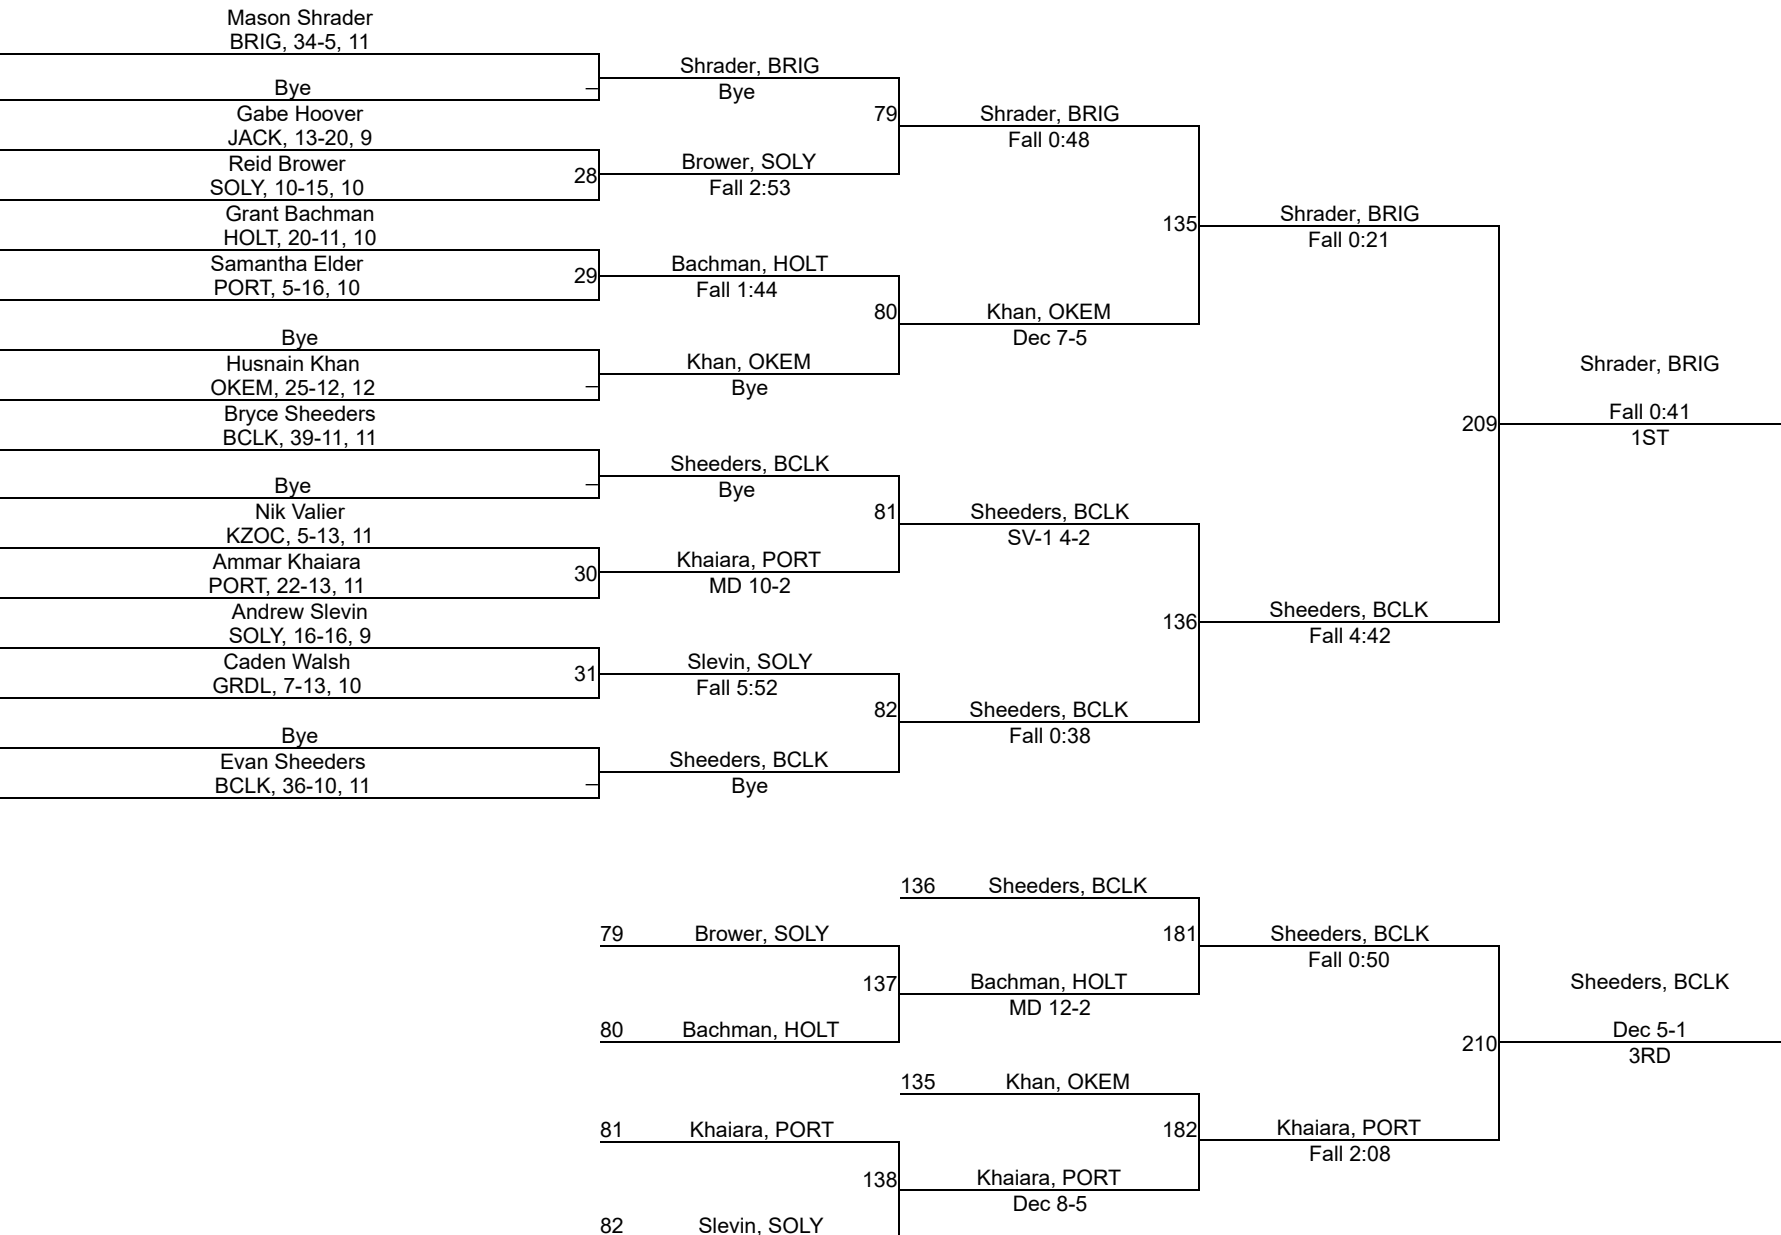 Mason Shrader
BRIG, 34-5, 11
Bye
–
Gabe Hoover
JACK, 13-20, 9
Reid Brower
SOLY, 10-15, 10
28
Grant Bachman
HOLT, 20-11, 10
Samantha Elder
PORT, 5-16, 10
29
Bye
Husnain Khan
OKEM, 25-12, 12
–
Bryce Sheeders
BCLK, 39-11, 11
Bye
–
Nik Valier
KZOC, 5-13, 11
Ammar Khaiara
PORT, 22-13, 11
30
Andrew Slevin
SOLY, 16-16, 9
Caden Walsh
GRDL, 7-13, 10
31
Bye
Evan Sheeders
BCLK, 36-10, 11
–
Shrader, BRIG
Bye
79
Brower, SOLY
Fall 2:53
Bachman, HOLT
Fall 1:44
80
Khan, OKEM
Bye
Sheeders, BCLK
Bye
81
Khaiara, PORT
MD 10-2
Slevin, SOLY
Fall 5:52
82
Sheeders, BCLK
Bye
Shrader, BRIG
Fall 0:48
135
Khan, OKEM
Dec 7-5
Sheeders, BCLK
SV-1 4-2
136
Sheeders, BCLK
Fall 0:38
Shrader, BRIG
Fall 0:21
209
Sheeders, BCLK
Fall 4:42
Shrader, BRIG
Fall 0:41
1ST
136 Sheeders, BCLK
79 Brower, SOLY
181
137
Bachman, HOLT
MD 12-2
80 Bachman, HOLT
135 Khan, OKEM
81 Khaiara, PORT
182
138
Khaiara, PORT
Dec 8-5
82 Slevin, SOLY
Sheeders, BCLK
Fall 0:50
210
Khaiara, PORT
Fall 2:08
Sheeders, BCLK
Dec 5-1
3RD